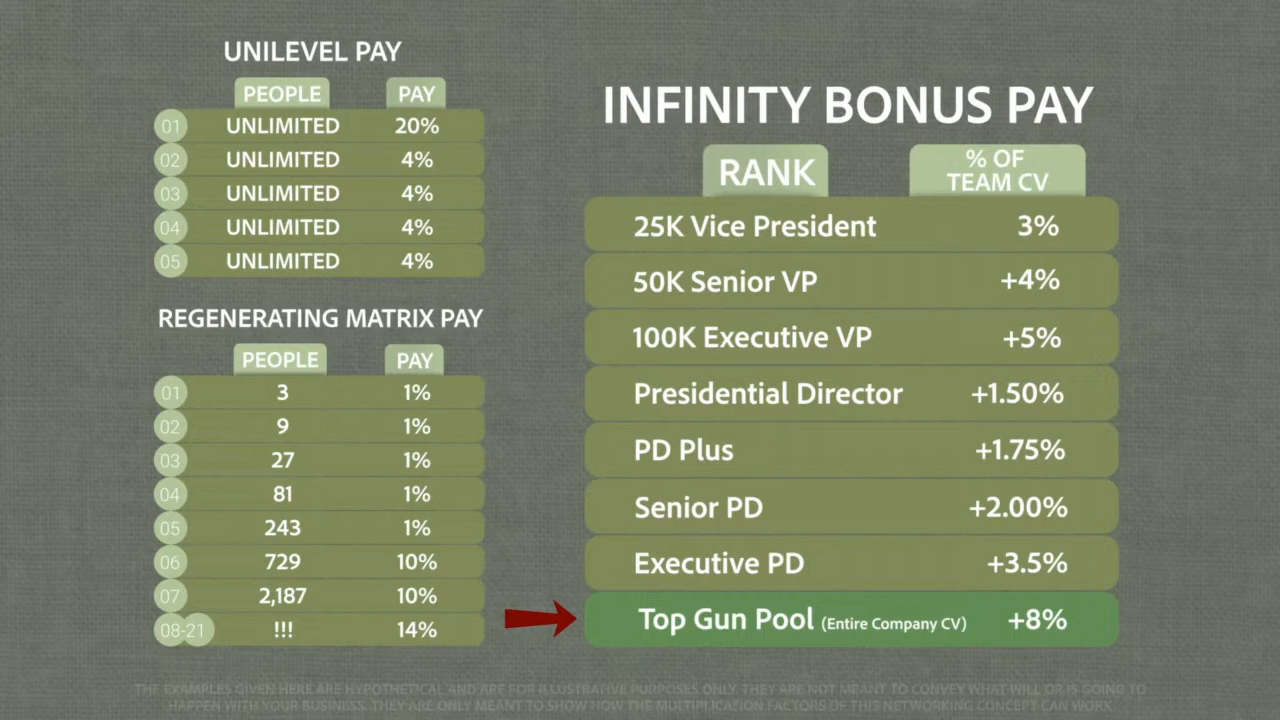 UNILEVEL PAY
PEOPLE PAY
01 UNLIMITED 20%
02 UNLIMITED 4%
03 UNLIMITED 4%
04 UNLIMITED 4%
05 UNLIMITED 4%
REGENERATING MATRIX PAY
PEOPLE PAY
01 3 1%
02 9 1%
03 27 1%
04 81 1%
05 243 1%
06 729 10%
07 2,187 10%
08-21 !!! 14%
INFINITY BONUS PAY
RANK % OF
TEAM CV
25K Vice President 3%
50K Senior VP +4%
100K Executive VP +5%
Presidential Director +1.50%
PD Plus +1.75%
Senior PD +2.00%
Executive PD +3.5%
Top Gun Pool (Entire Company CV) +8%
THE EXAMPLES GIVEN HERE ARE HYPOTHETICAL AND ARE FOR ILLUSTRATIVE PURPOSES ONLY. THEY ARE NOT MEANT TO CONVEY WHAT WILL OR IS GOING TO
HAPPEN WITH YOUR BUSINESS. THEY ARE ONLY MEANT TO SHOW HOW THE MULTIPLICATION FACTORS OF THIS NETWORKING CONCEPT CAN WORK.